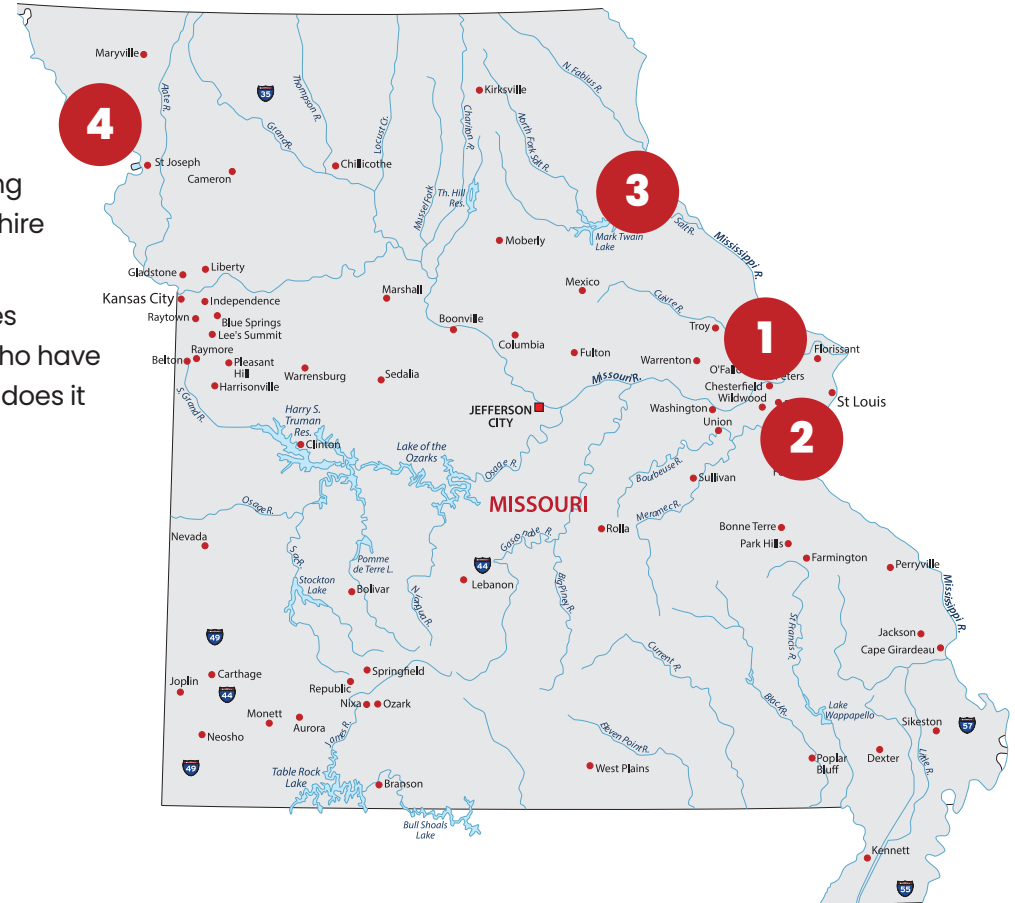 ng
hire
es
ho have
does it
Maryville
Platte R.
35
Thompson R.
Grand R.
Locust Cr.
Chariton R.
Kirksville
North Fork Salt R.
N. Fabius R.
4
St Joseph
Cameron
Chillicothe
Mussel Fork
Th. Hill
Res.
3
Mark Twain
Lake
Salt R.
Mississippi R.
Moberly
Gladstone
Liberty
Kansas City
Independence
Raytown
Blue Springs
Lee's Summit
Belton
Raymore
Pleasant
Hill
Harrisonville
Warrensburg
Marshall
Sedalia
Boonville
Columbia
Mexico
Fulton
Cuivre R.
Troy
1
Warrenton
O'Fall
Peters
Florissant
Chesterfield
Wildwood
St Louis
Washington
Union
2
Missouri R.
JEFFERSON
CITY
S. Grand R.
Harry S.
Truman
Res.
Clinton
Lake of the
Ozarks
Osage R.
MISSOURI
Bourbeuse R.
Sullivan
Meramec R.
Osage R.
Nevada
Sac R.
Stockton
Lake
Pomme
de Terre L.
Bolivar
Niangua R.
44
Lebanon
Gasconade R.
Big Piney R.
Rolla
Bonne Terre
Park Hills
Farmington
Perryville
Mississippi R.
St Francis R.
Jackson
Cape Girardeau
49
Carthage
Joplin
44
Monett
Aurora
Neosho
49
Springfield
Republic
Nixa
Ozark
James R.
Table Rock
Lake
Branson
Bull Shoals
Lake
Current R.
Black R.
Eleven Point R.
West Plains
Lake
Wappapello
Poplar
Bluff
Dexter
Sikeston
57
Little R.
Kennett
55